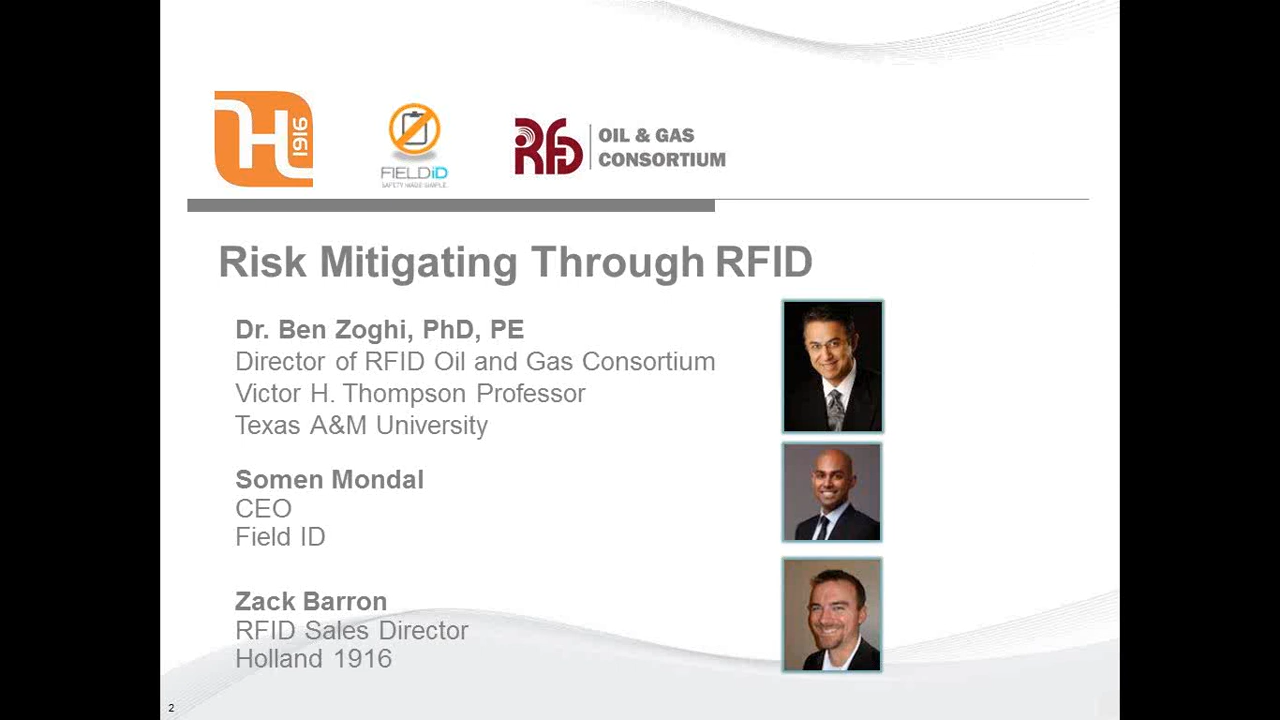 H 1916
FIELDiD
SAFETY MADE SIMPLE
RFID
OIL & GAS
CONSORTIUM
Risk Mitigating Through RFID
Dr. Ben Zoghi, PhD, PE
Director of RFID Oil and Gas Consortium
Victor H. Thompson Professor
Texas A&M University
Somen Mondal
CEO
Field ID
Zack Barron
RFID Sales Director
Holland 1916
2